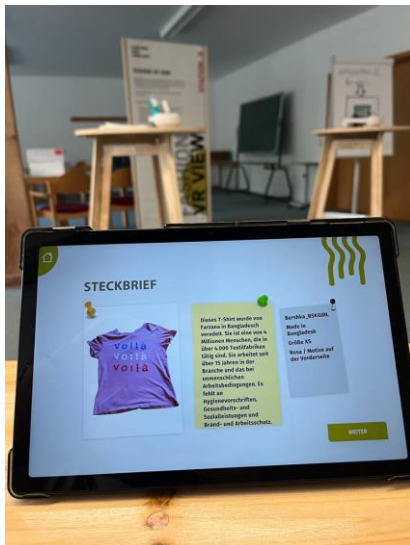 VR VIEW
STECKBRIEF
voilà
voilà
voilà
Dieses T-Shirt wurde von
Farzana in Bangladesch
veredelt. Sie ist eine von 4
Millionen Menschen, die in
über 4.000 Textilfabriken
tätig sind. Sie arbeitet seit
über 15 Jahren in der
Branche und das bei
unmenschlichen
Arbeitsbedingungen. Es
fehlt an
Hygienevorschriften,
Gesundheits- und
Sozialleistungen und
Brand- und Arbeitsschutz.
Bershka_BSKGIRL
Made in
Bangladesh
Größe XS
Rosa / Motive auf
der Vorderseite
WEITER